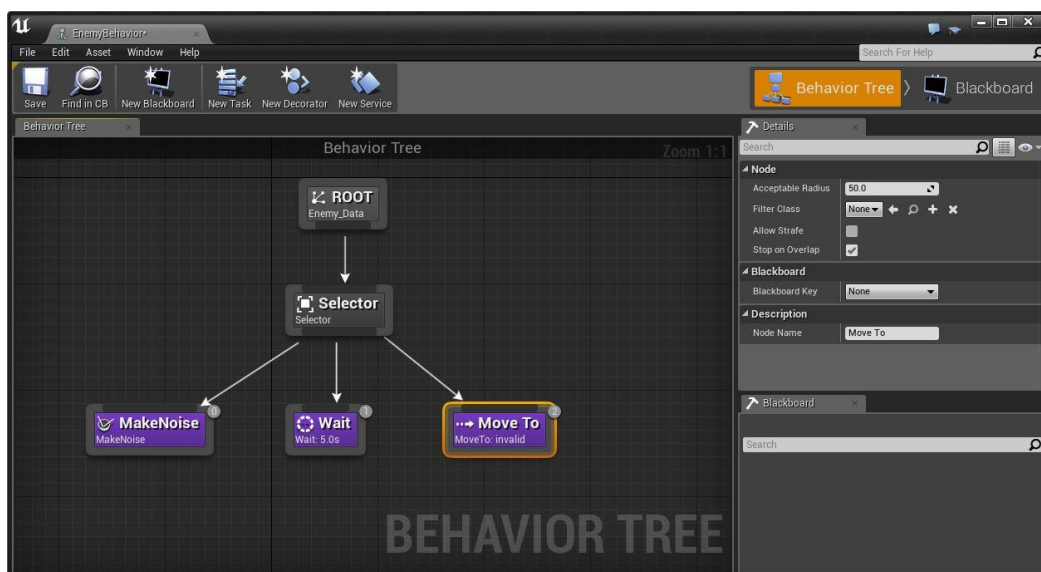 EnemyBehavior*
File Edit Asset Window Help
Search For Help
Save Find in CB New Blackboard New Task New Decorator New Service
Behavior Tree Blackboard
Behavior Tree
Behavior Tree
Zoom 1:1
ROOT
Enemy_Data
Selector
Selector
0
MakeNoise
MakeNoise
1
Wait
Wait: 5.0s
2
Move To
MoveTo: invalid
BEHAVIOR TREE
Details
Search
Node
Acceptable Radius 50.0
Filter Class None
Allow Strafe
Stop on Overlap
Blackboard
Blackboard Key None
Description
Node Name Move To
Blackboard
Search